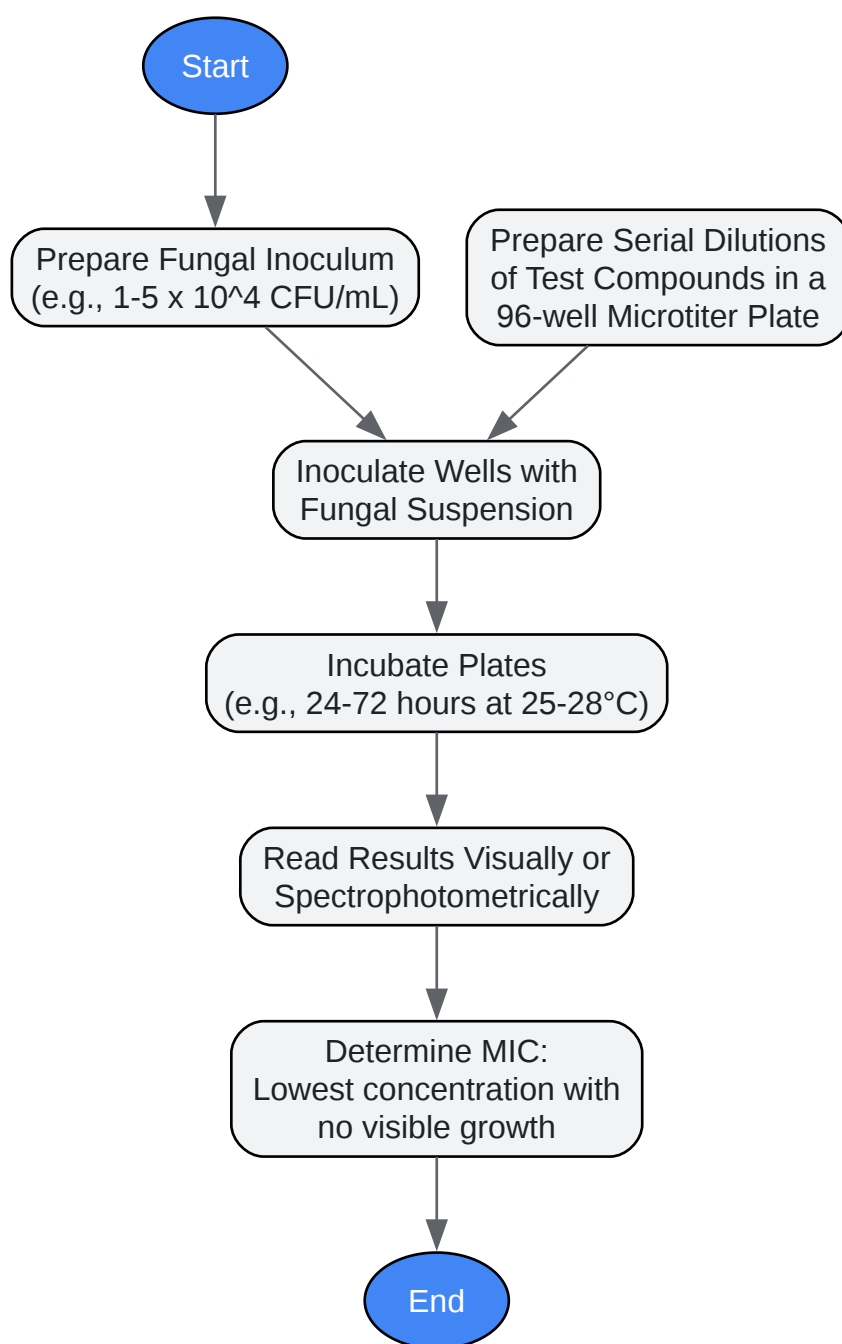 Start
Prepare Fungal Inoculum
(e.g., 1-5 x 10^4 CFU/mL)
Prepare Serial Dilutions
of Test Compounds in a
96-well Microtiter Plate
Inoculate Wells with
Fungal Suspension
Incubate Plates
(e.g., 24-72 hours at 25-28°C)
Read Results Visually or
Spectrophotometrically
Determine MIC:
Lowest concentration with
no visible growth
End